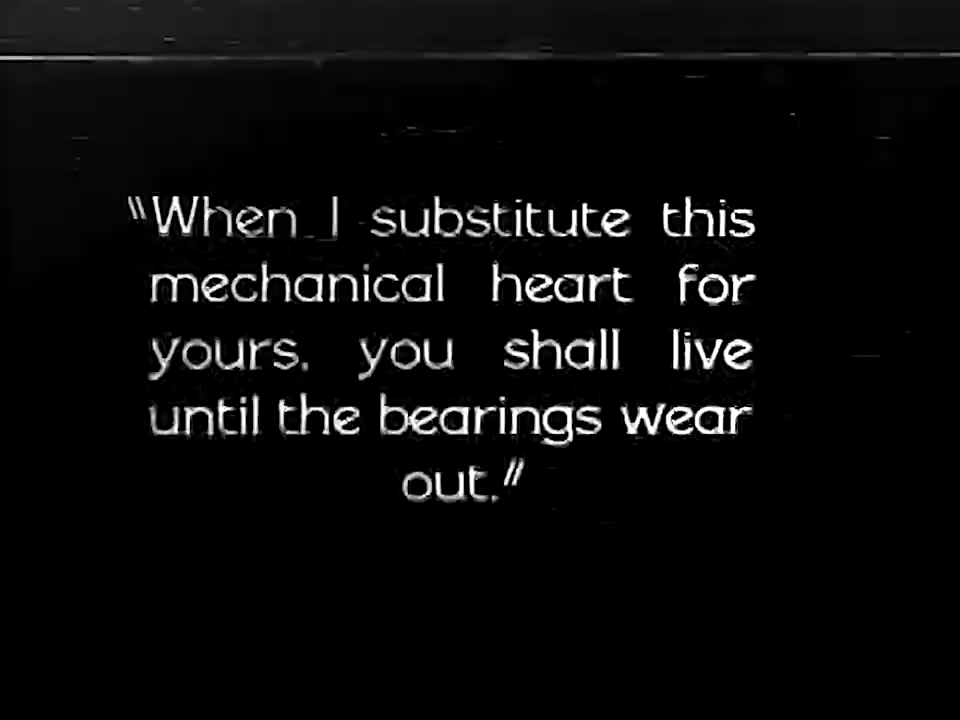 "When I substitute this
mechanical heart for
yours, you shall live
until the bearings wear
out."